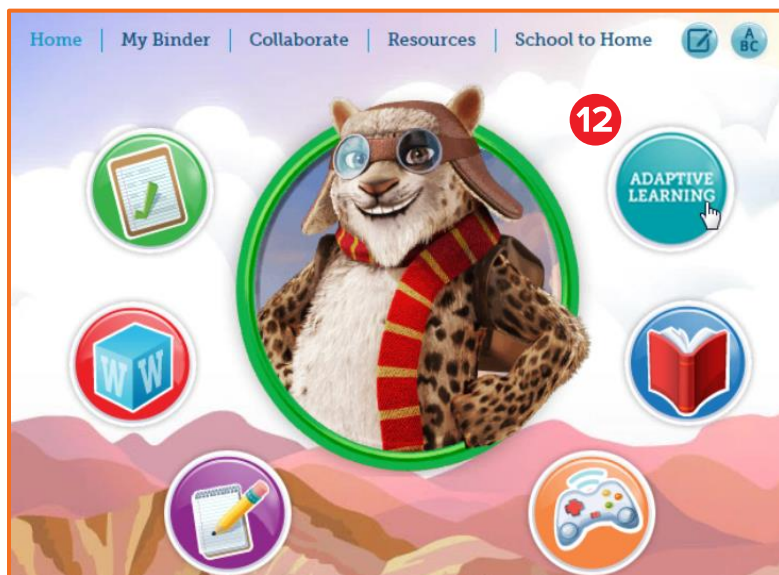 Home | My Binder | Collaborate | Resources | School to Home
A
BC
12
ADAPTIVE
LEARNING
W W